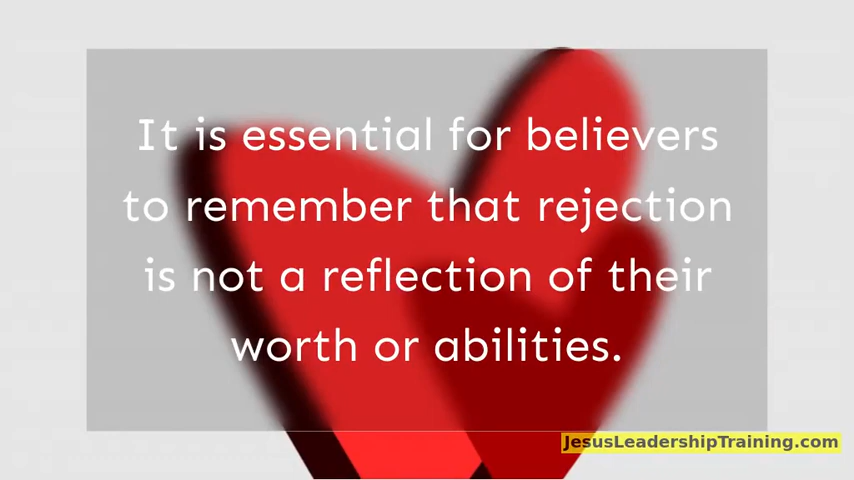 It is essential for believers
to remember that rejection
is not a reflection of their
worth or abilities.
JesusLeadershipTraining.com